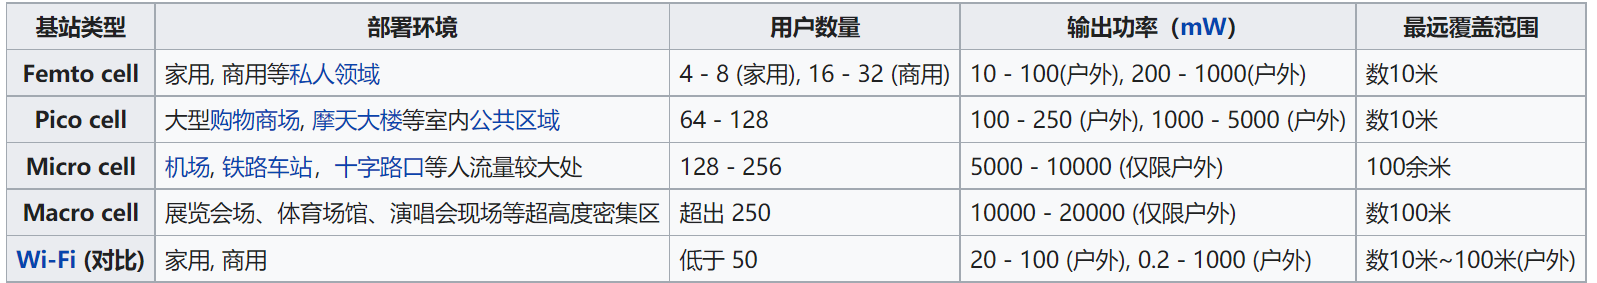 基站类型 部署环境 用户数量 输出功率（mW） 最远覆盖范围
Femto cell 家用, 商用等私人领域 4 - 8 (家用), 16 - 32 (商用) 10 - 100(户外), 200 - 1000(户外) 数10米
Pico cell 大型购物商场, 摩天大楼等室内公共区域 64 - 128 100 - 250 (户外), 1000 - 5000 (户外) 数10米
Micro cell 机场, 铁路车站，十字路口等人流量较大处 128 - 256 5000 - 10000 (仅限户外) 100余米
Macro cell 展览会场、体育场馆、演唱会现场等超高度密集区 超出 250 10000 - 20000 (仅限户外) 数100米
Wi-Fi (对比) 家用, 商用 低于 50 20 - 100 (户外), 0.2 - 1000 (户外) 数10米~100米(户外)